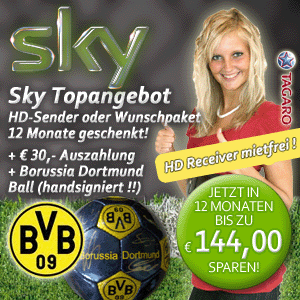 sky
TAGARO
Sky Topangebot
HD-Sender oder Wunschpaket
12 Monate geschenkt!
+ € 30,- Auszahlung
+ Borussia Dortmund
Ball (handsigniert !!)
HD Receiver mietfrei !
JETZT IN
12 MONATEN
BIS ZU
€ 144,00
SPAREN!
BVB
09
Borussia Dortmund